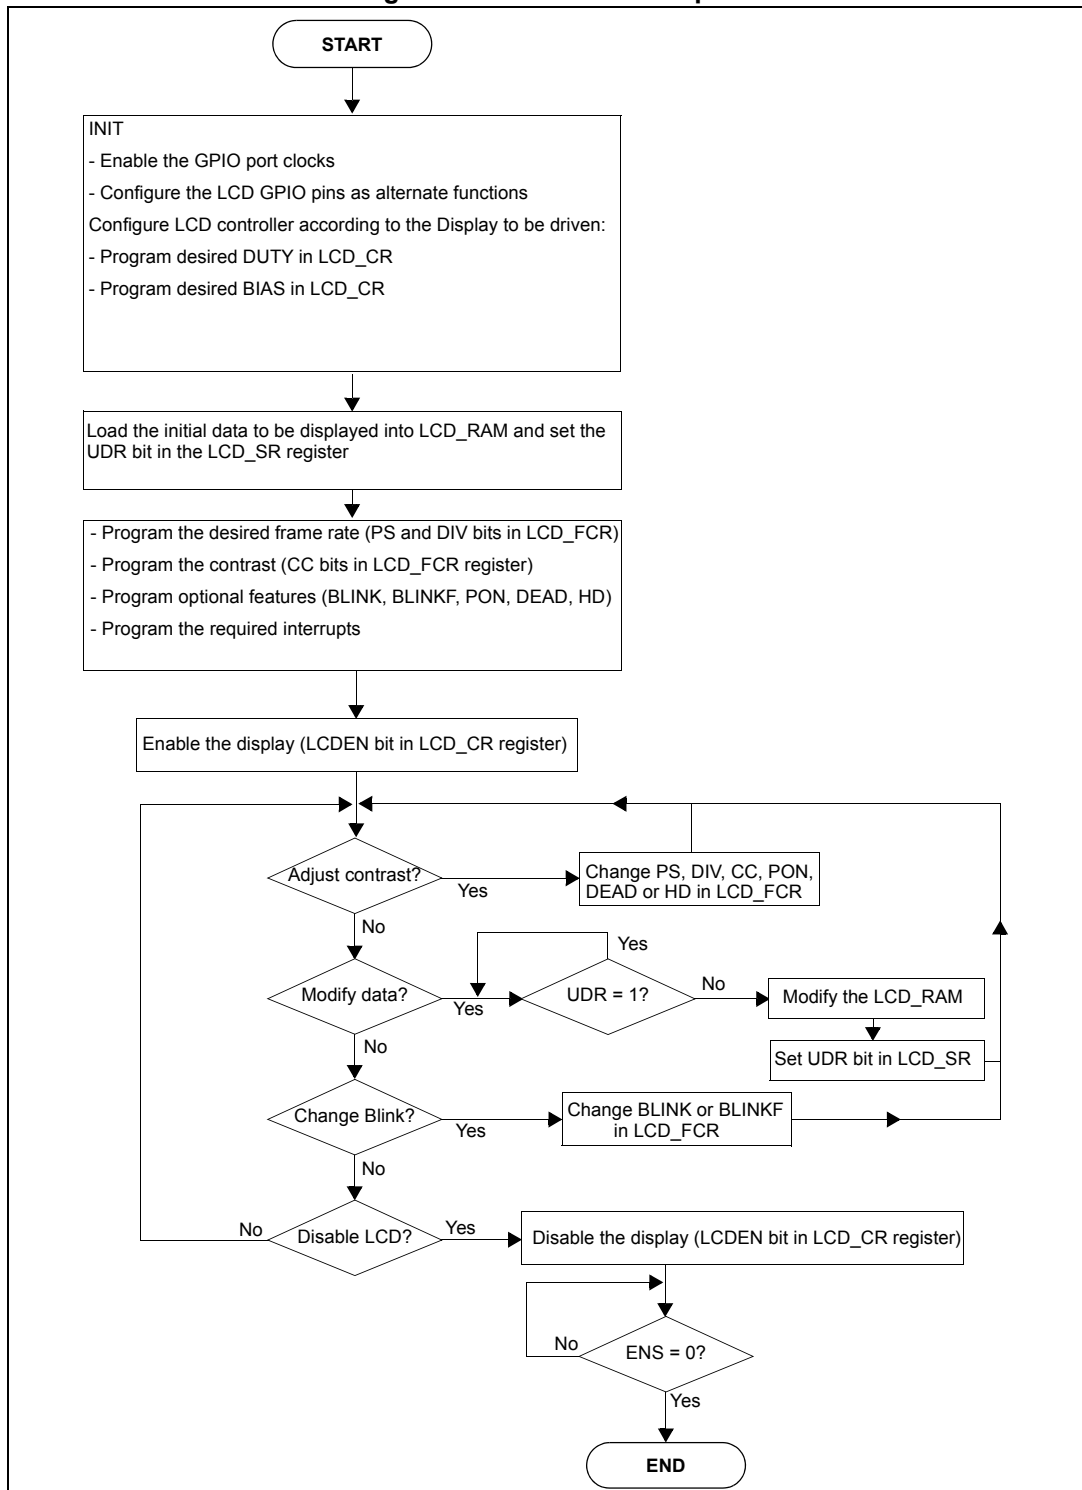 START
INIT
- Enable the GPIO port clocks
- Configure the LCD GPIO pins as alternate functions
Configure LCD controller according to the Display to be driven:
- Program desired DUTY in LCD_CR
- Program desired BIAS in LCD_CR
Load the initial data to be displayed into LCD_RAM and set the
UDR bit in the LCD_SR register
- Program the desired frame rate (PS and DIV bits in LCD_FCR)
- Program the contrast (CC bits in LCD_FCR register)
- Program optional features (BLINK, BLINKF, PON, DEAD, HD)
- Program the required interrupts
Enable the display (LCDEN bit in LCD_CR register)
Adjust contrast?
Yes
Change PS, DIV, CC, PON,
DEAD or HD in LCD_FCR
No
Modify data?
Yes
UDR = 1?
Yes
No
Modify the LCD_RAM
Set UDR bit in LCD_SR
No
Change Blink?
Yes
Change BLINK or BLINKF
in LCD_FCR
No
Disable LCD?
No
Yes
Disable the display (LCDEN bit in LCD_CR register)
ENS = 0?
No
Yes
END